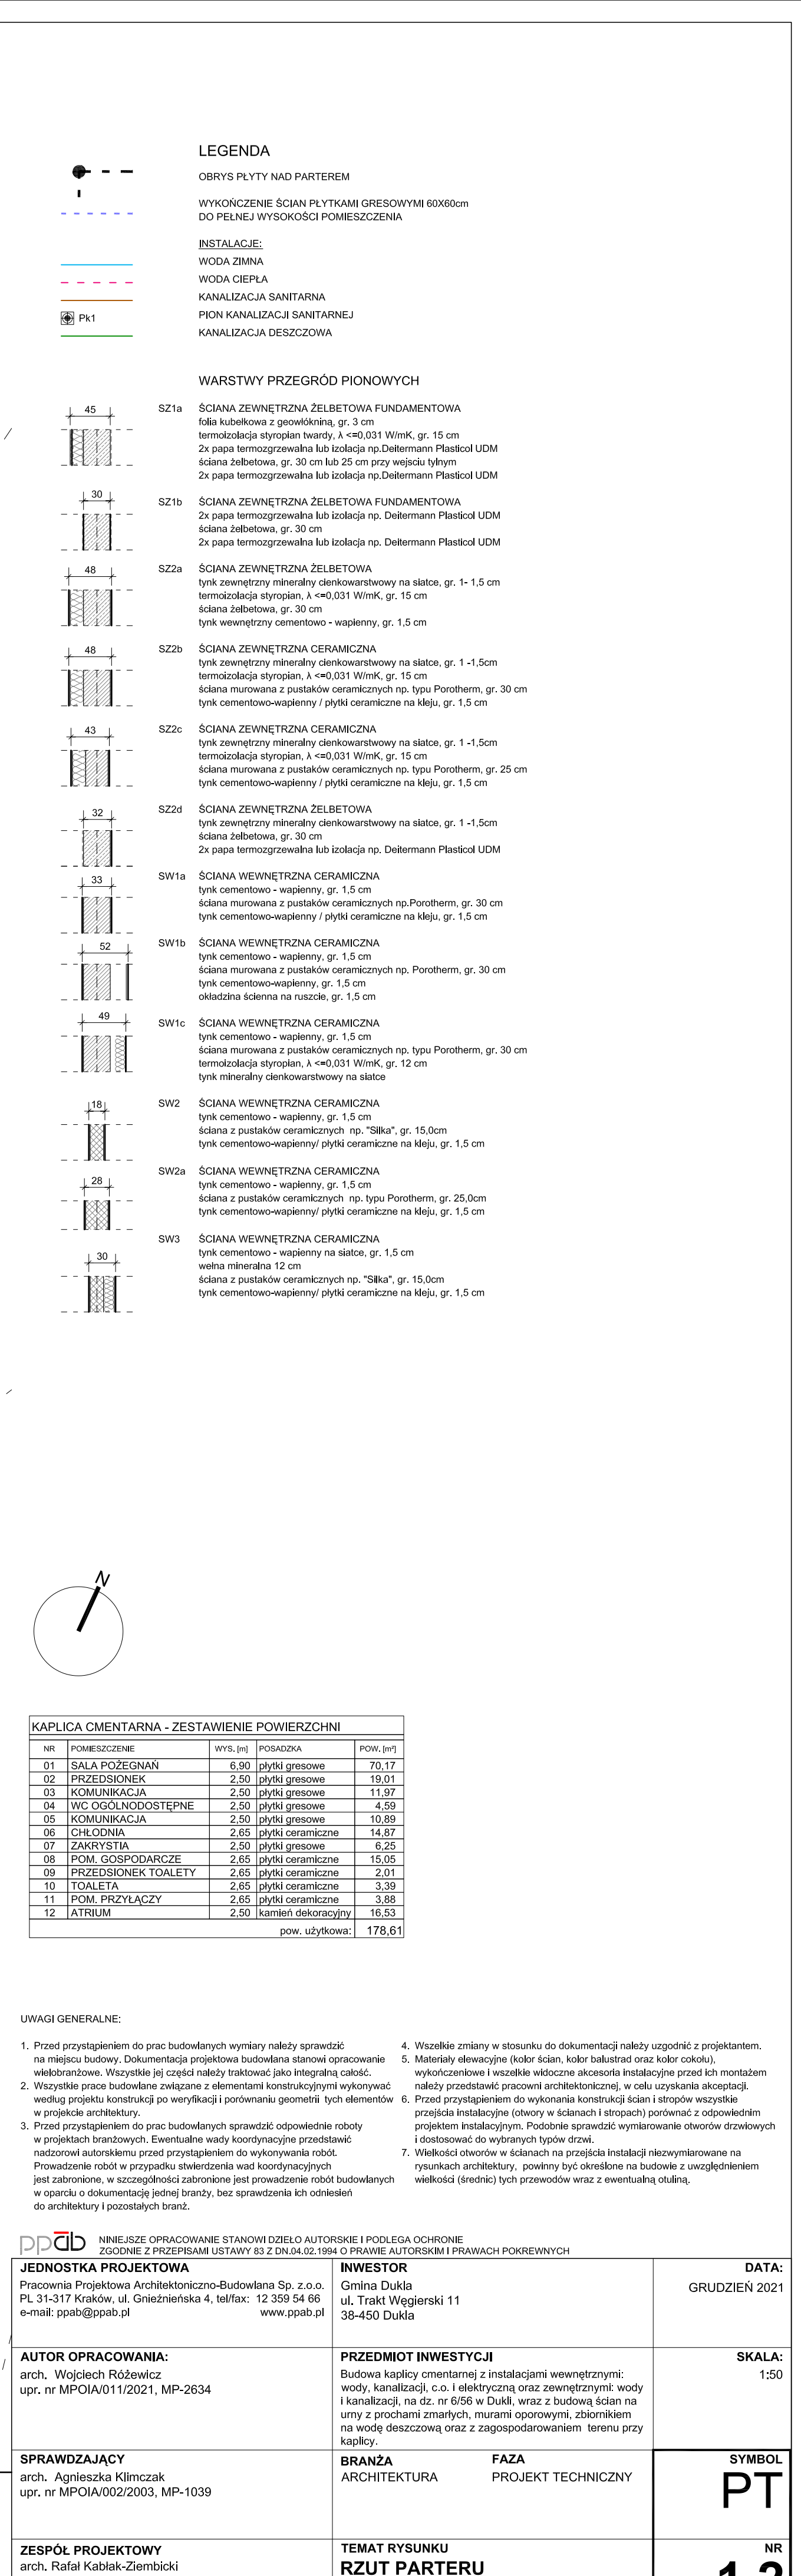 LEGENDA
OBRYS PŁYTY NAD PARTEREM
WYKOŃCZENIE ŚCIAN PŁYTKAMI GRESOWYMI 60X60cm
DO PEŁNEJ WYSOKOŚCI POMIESZCZENIA
INSTALACJE:
WODA ZIMNA
WODA CIEPŁA
KANALIZACJA SANITARNA
Pk1 PION KANALIZACJI SANITARNEJ
KANALIZACJA DESZCZOWA
WARSTWY PRZEGRÓD PIONOWYCH
45 SZ1a ŚCIANA ZEWNĘTRZNA ŻELBETOWA FUNDAMENTOWA
folia kubełkowa z geowłókniną, gr. 3 cm
termoizolacja styropian twardy, λ <=0,031 W/mK, gr. 15 cm
2x papa termozgrzewalna lub izolacja np.Deitermann Plasticol UDM
ściana żelbetowa, gr. 30 cm lub 25 cm przy wejsciu tylnym
2x papa termozgrzewalna lub izolacja np.Deitermann Plasticol UDM
30 SZ1b ŚCIANA ZEWNĘTRZNA ŻELBETOWA FUNDAMENTOWA
2x papa termozgrzewalna lub izolacja np. Deitermann Plasticol UDM
ściana żelbetowa, gr. 30 cm
2x papa termozgrzewalna lub izolacja np. Deitermann Plasticol UDM
48 SZ2a ŚCIANA ZEWNĘTRZNA ŻELBETOWA
tynk zewnętrzny mineralny cienkowarstwowy na siatce, gr. 1- 1,5 cm
termoizolacja styropian, λ <=0,031 W/mK, gr. 15 cm
ściana żelbetowa, gr. 30 cm
tynk wewnętrzny cementowo - wapienny, gr. 1,5 cm
48 SZ2b ŚCIANA ZEWNĘTRZNA CERAMICZNA
tynk zewnętrzny mineralny cienkowarstwowy na siatce, gr. 1 -1,5cm
termoizolacja styropian, λ <=0,031 W/mK, gr. 15 cm
ściana murowana z pustaków ceramicznych np. typu Porotherm, gr. 30 cm
tynk cementowo-wapienny / płytki ceramiczne na kleju, gr. 1,5 cm
43 SZ2c ŚCIANA ZEWNĘTRZNA CERAMICZNA
tynk zewnętrzny mineralny cienkowarstwowy na siatce, gr. 1 -1,5cm
termoizolacja styropian, λ <=0,031 W/mK, gr. 15 cm
ściana murowana z pustaków ceramicznych np. typu Porotherm, gr. 25 cm
tynk cementowo-wapienny / płytki ceramiczne na kleju, gr. 1,5 cm
32 SZ2d ŚCIANA ZEWNĘTRZNA ŻELBETOWA
tynk zewnętrzny mineralny cienkowarstwowy na siatce, gr. 1 -1,5cm
ściana żelbetowa, gr. 30 cm
2x papa termozgrzewalna lub izolacja np. Deitermann Plasticol UDM
33 SW1a ŚCIANA WEWNĘTRZNA CERAMICZNA
tynk cementowo - wapienny, gr. 1,5 cm
ściana murowana z pustaków ceramicznych np.Porotherm, gr. 30 cm
tynk cementowo-wapienny / płytki ceramiczne na kleju, gr. 1,5 cm
52 SW1b ŚCIANA WEWNĘTRZNA CERAMICZNA
tynk cementowo - wapienny, gr. 1,5 cm
ściana murowana z pustaków ceramicznych np. Porotherm, gr. 30 cm
tynk cementowo-wapienny, gr. 1,5 cm
okładzina ścienna na ruszcie, gr. 1,5 cm
49 SW1c ŚCIANA WEWNĘTRZNA CERAMICZNA
tynk cementowo - wapienny, gr. 1,5 cm
ściana murowana z pustaków ceramicznych np. typu Porotherm, gr. 30 cm
termoizolacja styropian, λ <=0,031 W/mK, gr. 12 cm
tynk mineralny cienkowarstwowy na siatce
18 SW2 ŚCIANA WEWNĘTRZNA CERAMICZNA
tynk cementowo - wapienny, gr. 1,5 cm
ściana z pustaków ceramicznych np. "Silka", gr. 15,0cm
tynk cementowo-wapienny/ płytki ceramiczne na kleju, gr. 1,5 cm
28 SW2a ŚCIANA WEWNĘTRZNA CERAMICZNA
tynk cementowo - wapienny, gr. 1,5 cm
ściana z pustaków ceramicznych np. typu Porotherm, gr. 25,0cm
tynk cementowo-wapienny/ płytki ceramiczne na kleju, gr. 1,5 cm
30 SW3 ŚCIANA WEWNĘTRZNA CERAMICZNA
tynk cementowo - wapienny na siatce, gr. 1,5 cm
wełna mineralna 12 cm
ściana z pustaków ceramicznych np. "Silka", gr. 15,0cm
tynk cementowo-wapienny/ płytki ceramiczne na kleju, gr. 1,5 cm
N
KAPLICA CMENTARNA - ZESTAWIENIE POWIERZCHNI
NR POMIESZCZENIE WYS. [m] POSADZKA POW. [m²]
01 SALA POŻEGNAŃ 6,90 płytki gresowe 70,17
02 PRZEDSIONEK 2,50 płytki gresowe 19,01
03 KOMUNIKACJA 2,50 płytki gresowe 11,97
04 WC OGÓLNODOSTĘPNE 2,50 płytki gresowe 4,59
05 KOMUNIKACJA 2,50 płytki gresowe 10,89
06 CHŁODNIA 2,65 płytki ceramiczne 14,87
07 ZAKRYSTIA 2,50 płytki gresowe 6,25
08 POM. GOSPODARCZE 2,65 płytki ceramiczne 15,05
09 PRZEDSIONEK TOALETY 2,65 płytki ceramiczne 2,01
10 TOALETA 2,65 płytki ceramiczne 3,39
11 POM. PRZYŁĄCZY 2,65 płytki ceramiczne 3,88
12 ATRIUM 2,50 kamień dekoracyjny 16,53
pow. użytkowa: 178,61
UWAGI GENERALNE:
1. Przed przystąpieniem do prac budowlanych wymiary należy sprawdzić
na miejscu budowy. Dokumentacja projektowa budowlana stanowi opracowanie
wielobranżowe. Wszystkie jej części należy traktować jako integralną całość.
2. Wszystkie prace budowlane związane z elementami konstrukcyjnymi wykonywać
według projektu konstrukcji po weryfikacji i porównaniu geometrii tych elementów
w projekcie architektury.
3. Przed przystąpieniem do prac budowlanych sprawdzić odpowiednie roboty
w projektach branżowych. Ewentualne wady koordynacyjne przedstawić
nadzorowi autorskiemu przed przystąpieniem do wykonywania robót.
Prowadzenie robót w przypadku stwierdzenia wad koordynacyjnych
jest zabronione, w szczególności zabronione jest prowadzenie robót budowlanych
w oparciu o dokumentację jednej branży, bez sprawdzenia ich odniesień
do architektury i pozostałych branż.
4. Wszelkie zmiany w stosunku do dokumentacji należy uzgodnić z projektantem.
5. Materiały elewacyjne (kolor ścian, kolor balustrad oraz kolor cokołu),
wykończeniowe i wszelkie widoczne akcesoria instalacyjne przed ich montażem
należy przedstawić pracowni architektonicznej, w celu uzyskania akceptacji.
6. Przed przystąpieniem do wykonania konstrukcji ścian i stropów wszystkie
przejścia instalacyjne (otwory w ścianach i stropach) porównać z odpowiednim
projektem instalacyjnym. Podobnie sprawdzić wymiarowanie otworów drzwiowych
i dostosować do wybranych typów drzwi.
7. Wielkości otworów w ścianach na przejścia instalacji niezwymiarowane na
rysunkach architektury, powinny być określone na budowie z uwzględnieniem
wielkości (średnic) tych przewodów wraz z ewentualną otuliną.
ppab NINIEJSZE OPRACOWANIE STANOWI DZIEŁO AUTORSKIE I PODLEGA OCHRONIE
ZGODNIE Z PRZEPISAMI USTAWY 83 Z DN.04.02.1994 O PRAWIE AUTORSKIM I PRAWACH POKREWNYCH
JEDNOSTKA PROJEKTOWA
Pracownia Projektowa Architektoniczno-Budowlana Sp. z.o.o.
PL 31-317 Kraków, ul. Gnieźnieńska 4, tel/fax: 12 359 54 66
e-mail: ppab@ppab.pl www.ppab.pl
INWESTOR
Gmina Dukla
ul. Trakt Węgierski 11
38-450 Dukla
DATA:
GRUDZIEŃ 2021
AUTOR OPRACOWANIA:
arch. Wojciech Różewicz
upr. nr MPOIA/011/2021, MP-2634
PRZEDMIOT INWESTYCJI
Budowa kaplicy cmentarnej z instalacjami wewnętrznymi:
wody, kanalizacji, c.o. i elektryczną oraz zewnętrznymi: wody
i kanalizacji, na dz. nr 6/56 w Dukli, wraz z budową ścian na
urny z prochami zmarłych, murami oporowymi, zbiornikiem
na wodę deszczową oraz z zagospodarowaniem terenu przy
kaplicy.
SKALA:
1:50
SPRAWDZAJĄCY
arch. Agnieszka Klimczak
upr. nr MPOIA/002/2003, MP-1039
BRANŻA FAZA
ARCHITEKTURA PROJEKT TECHNICZNY
SYMBOL
PT
ZESPÓŁ PROJEKTOWY
arch. Rafał Kabłak-Ziembicki
TEMAT RYSUNKU
RZUT PARTERU
NR